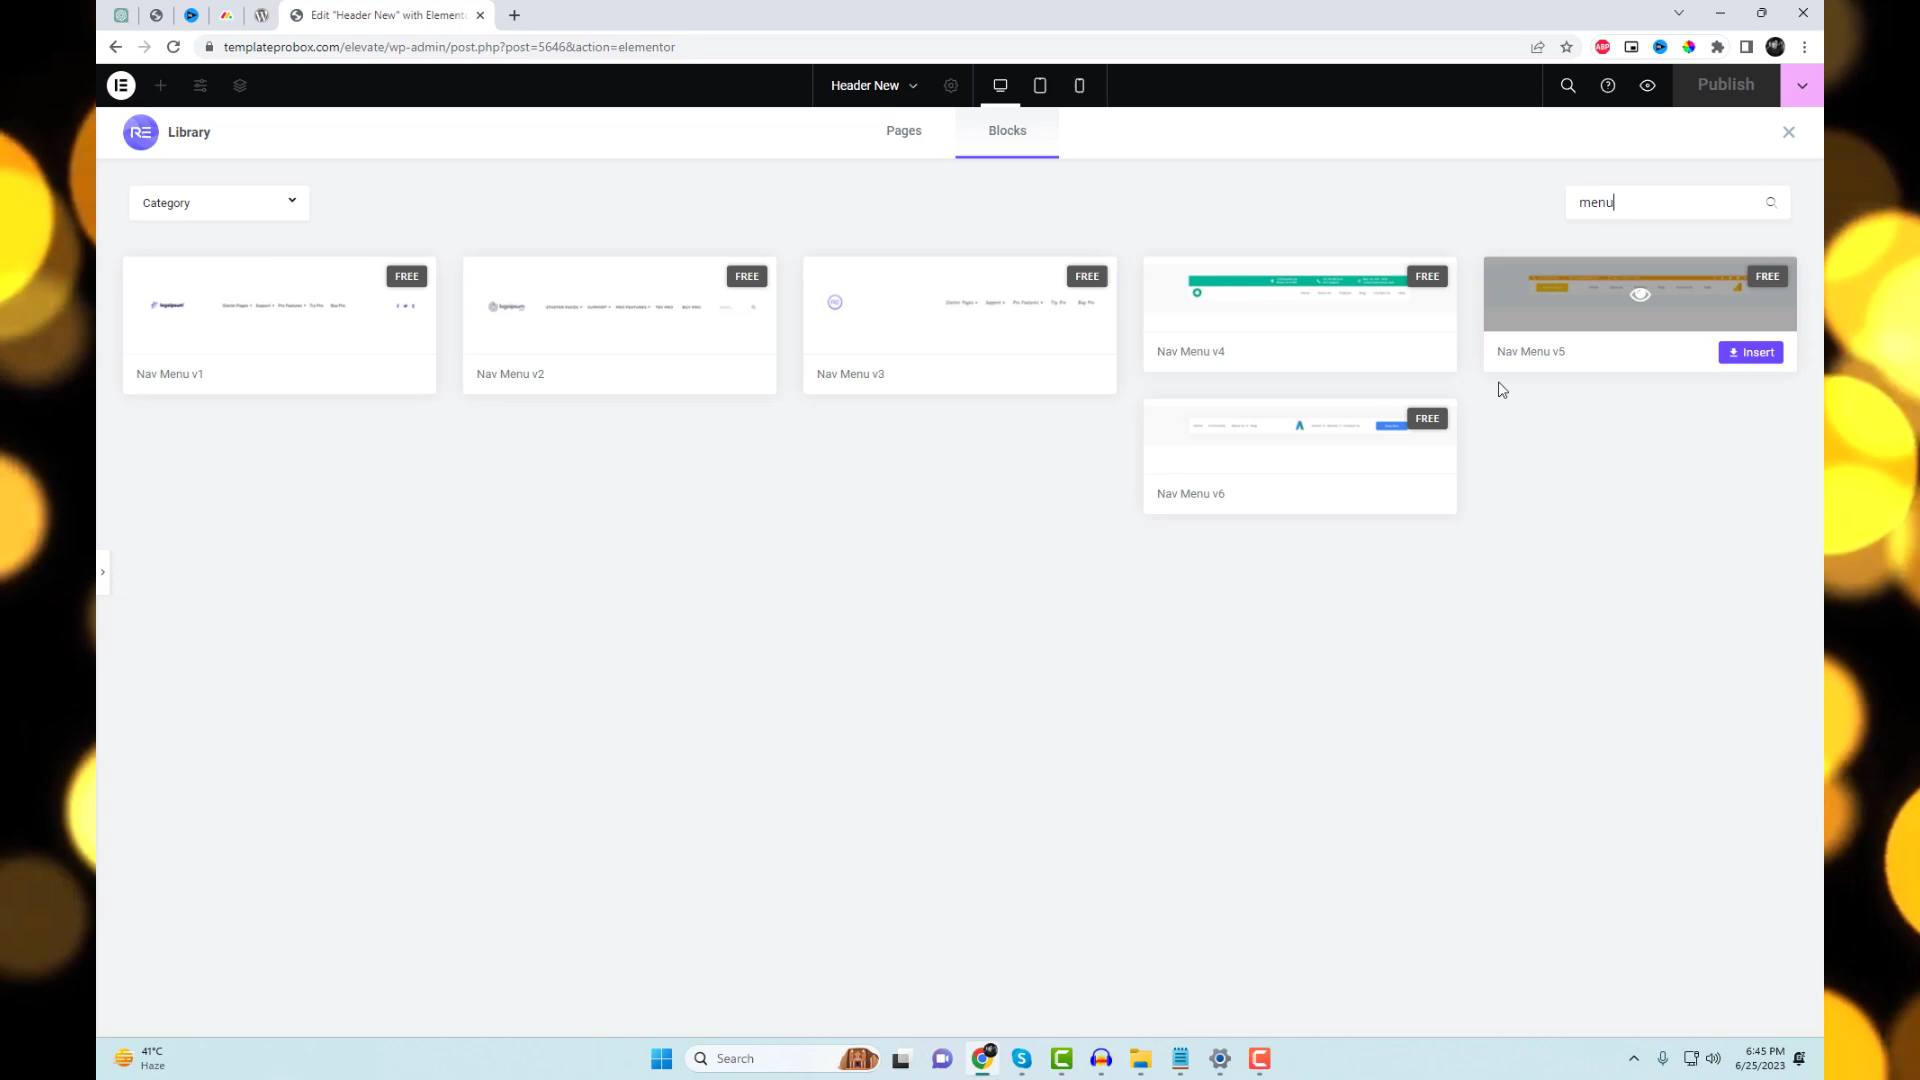 Edit "Header New" with Element
templateprobox.com/elevate/wp-admin/post.php?post=5646&action=elementor
ABP
Header New
Publish
RE Library
Pages
Blocks
Category
menu
FREE
FREE
FREE
FREE
FREE
Nav Menu v1
Nav Menu v2
Nav Menu v3
Nav Menu v4
Nav Menu v5
Insert
FREE
Nav Menu v6
41°C
Haze
Search
6:45 PM
6/25/2023